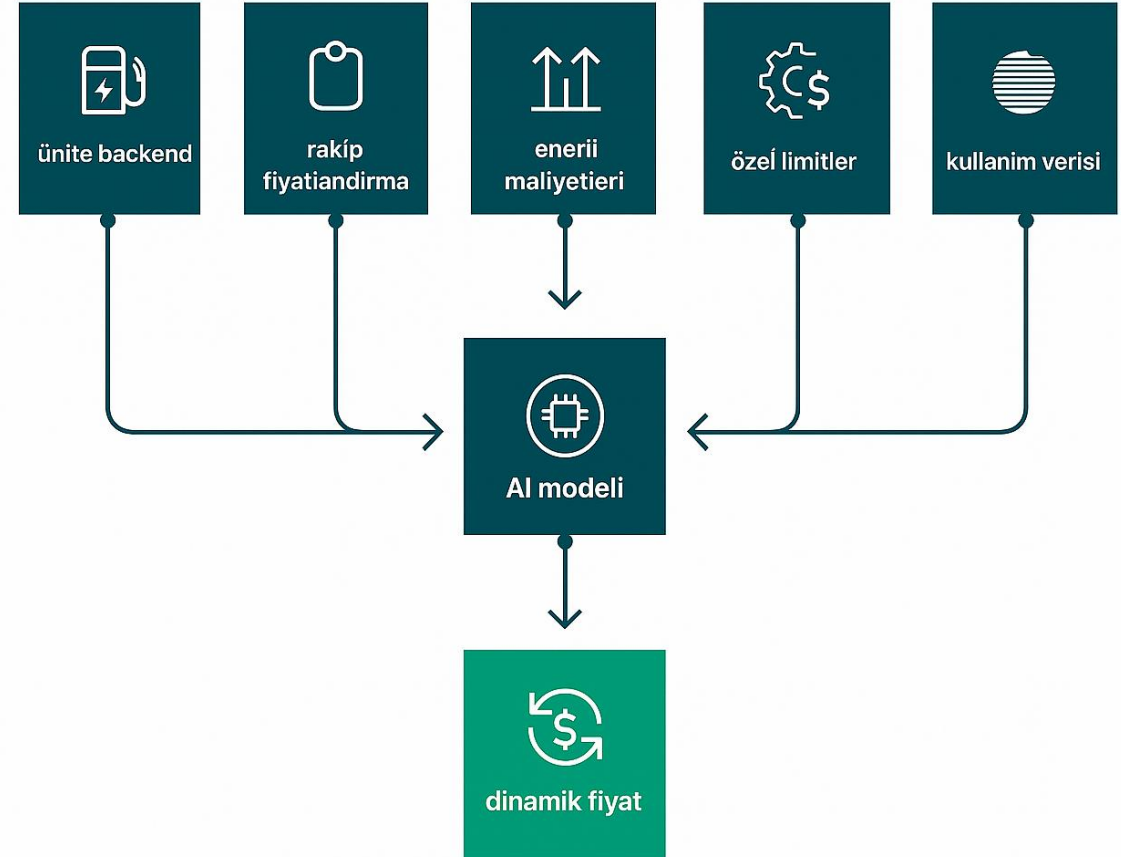 ünite backend
rakíp
fiyatiandirma
enerii
maliyetieri
özeĺ limitler
kullanim verisi
AI modeli
dinamik fiyat